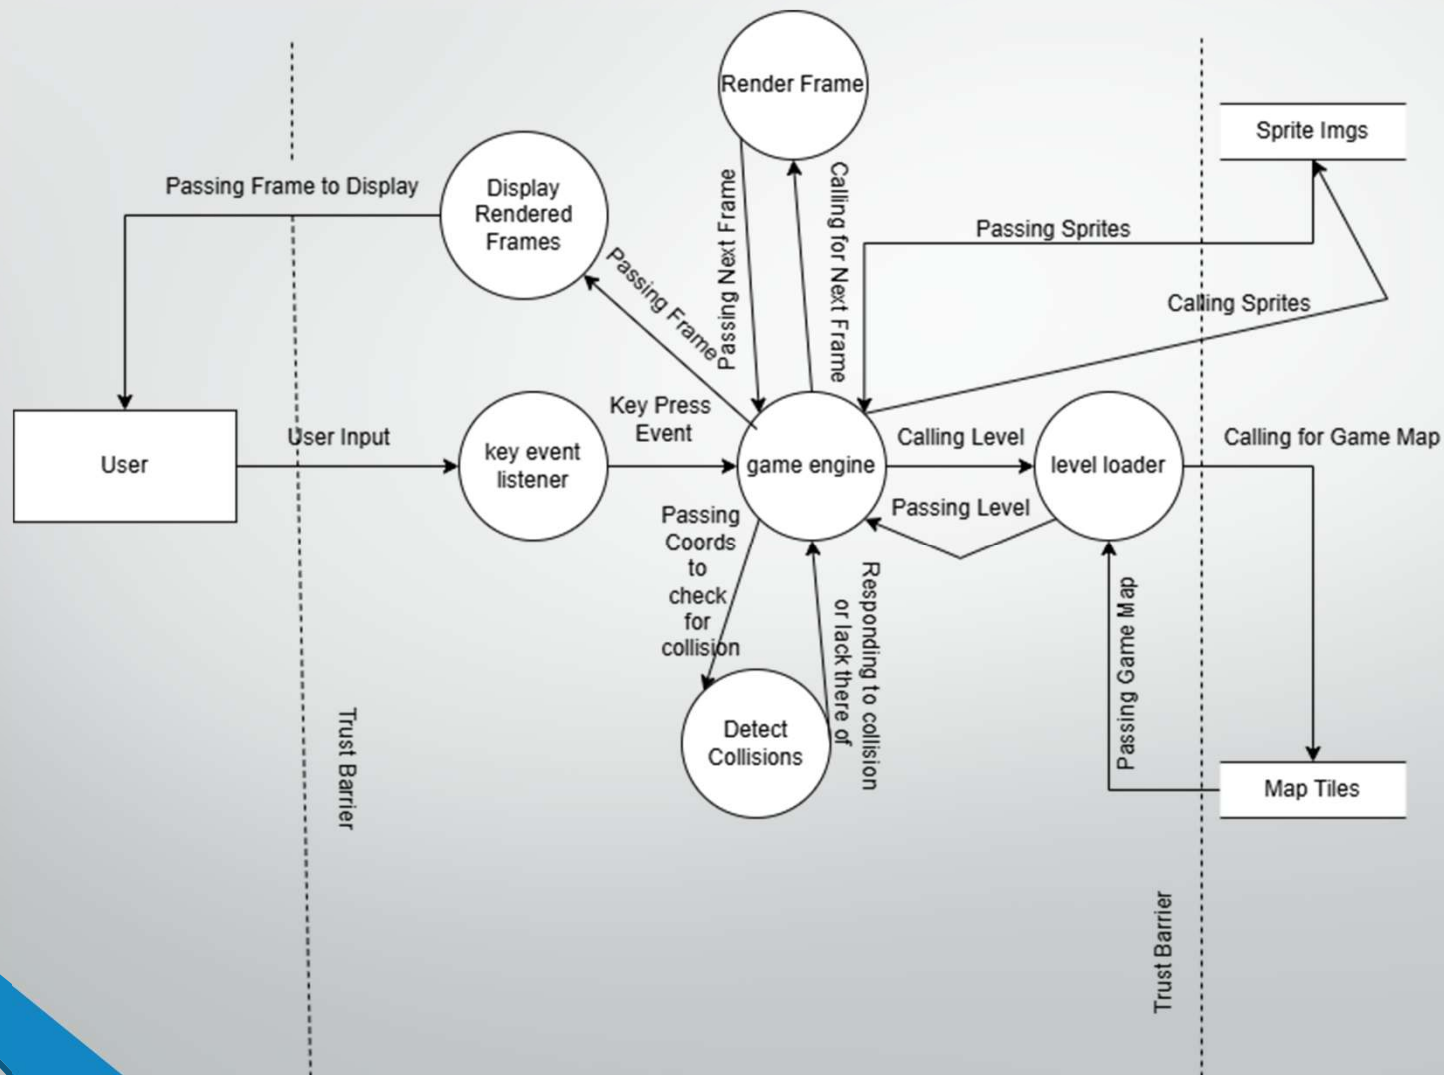 Render Frame
Sprite Imgs
Passing Frame to Display
Display
Rendered
Frames
Passing Frame
Passing Next Frame
Calling for Next Frame
Passing Sprites
Calling Sprites
User
User Input
key event
listener
Key Press
Event
game engine
Calling Level
Passing Level
level loader
Calling for Game Map
Passing
Coords
to
check
for
collision
Responding to collision
or lack there of
Detect
Collisions
Passing Game Map
Map Tiles
Trust Barrier
Trust Barrier